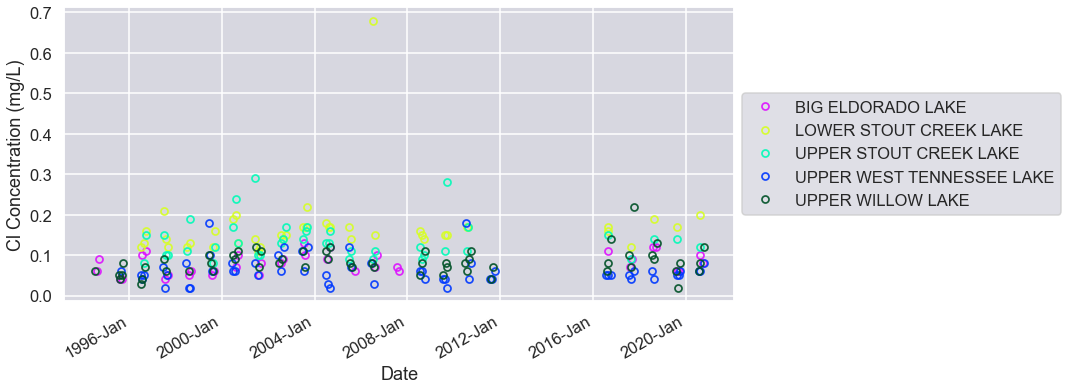 0.7
0.6
0.5
0.4
0.3
0.2
0.1
0.0
Cl Concentration (mg/L)
1996-Jan
2000-Jan
2004-Jan
2008-Jan
2012-Jan
2016-Jan
2020-Jan
Date
BIG ELDORADO LAKE
LOWER STOUT CREEK LAKE
UPPER STOUT CREEK LAKE
UPPER WEST TENNESSEE LAKE
UPPER WILLOW LAKE